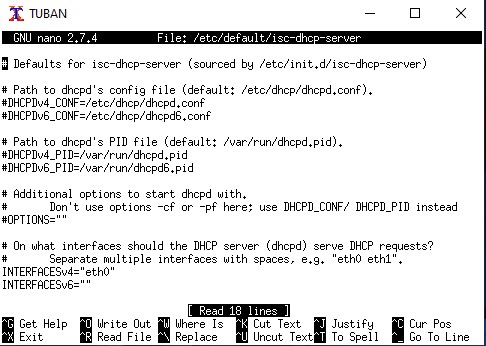 TUBAN
GNU nano 2.7.4 File: /etc/default/isc-dhcp-server
# Defaults for isc-dhcp-server (sourced by /etc/init.d/isc-dhcp-server)
# Path to dhcpd's config file (default: /etc/dhcp/dhcpd.conf).
#DHCPDv4_CONF=/etc/dhcp/dhcpd.conf
#DHCPDv6_CONF=/etc/dhcp/dhcpd6.conf
# Path to dhcpd's PID file (default: /var/run/dhcpd.pid).
#DHCPDv4_PID=/var/run/dhcpd.pid
#DHCPDv6_PID=/var/run/dhcpd6.pid
# Additional options to start dhcpd with.
# Don't use options -cf or -pf here; use DHCPD_CONF/ DHCPD_PID instead
#OPTIONS=""
# On what interfaces should the DHCP server (dhcpd) serve DHCP requests?
# Separate multiple interfaces with spaces, e.g. "eth0 eth1".
INTERFACESv4="eth0"
INTERFACESv6=""
[ Read 18 lines ]
^G Get Help ^O Write Out ^W Where Is ^K Cut Text ^J Justify ^C Cur Pos
^X Exit ^R Read File ^\ Replace ^U Uncut Text ^T To Spell ^_ Go To Line